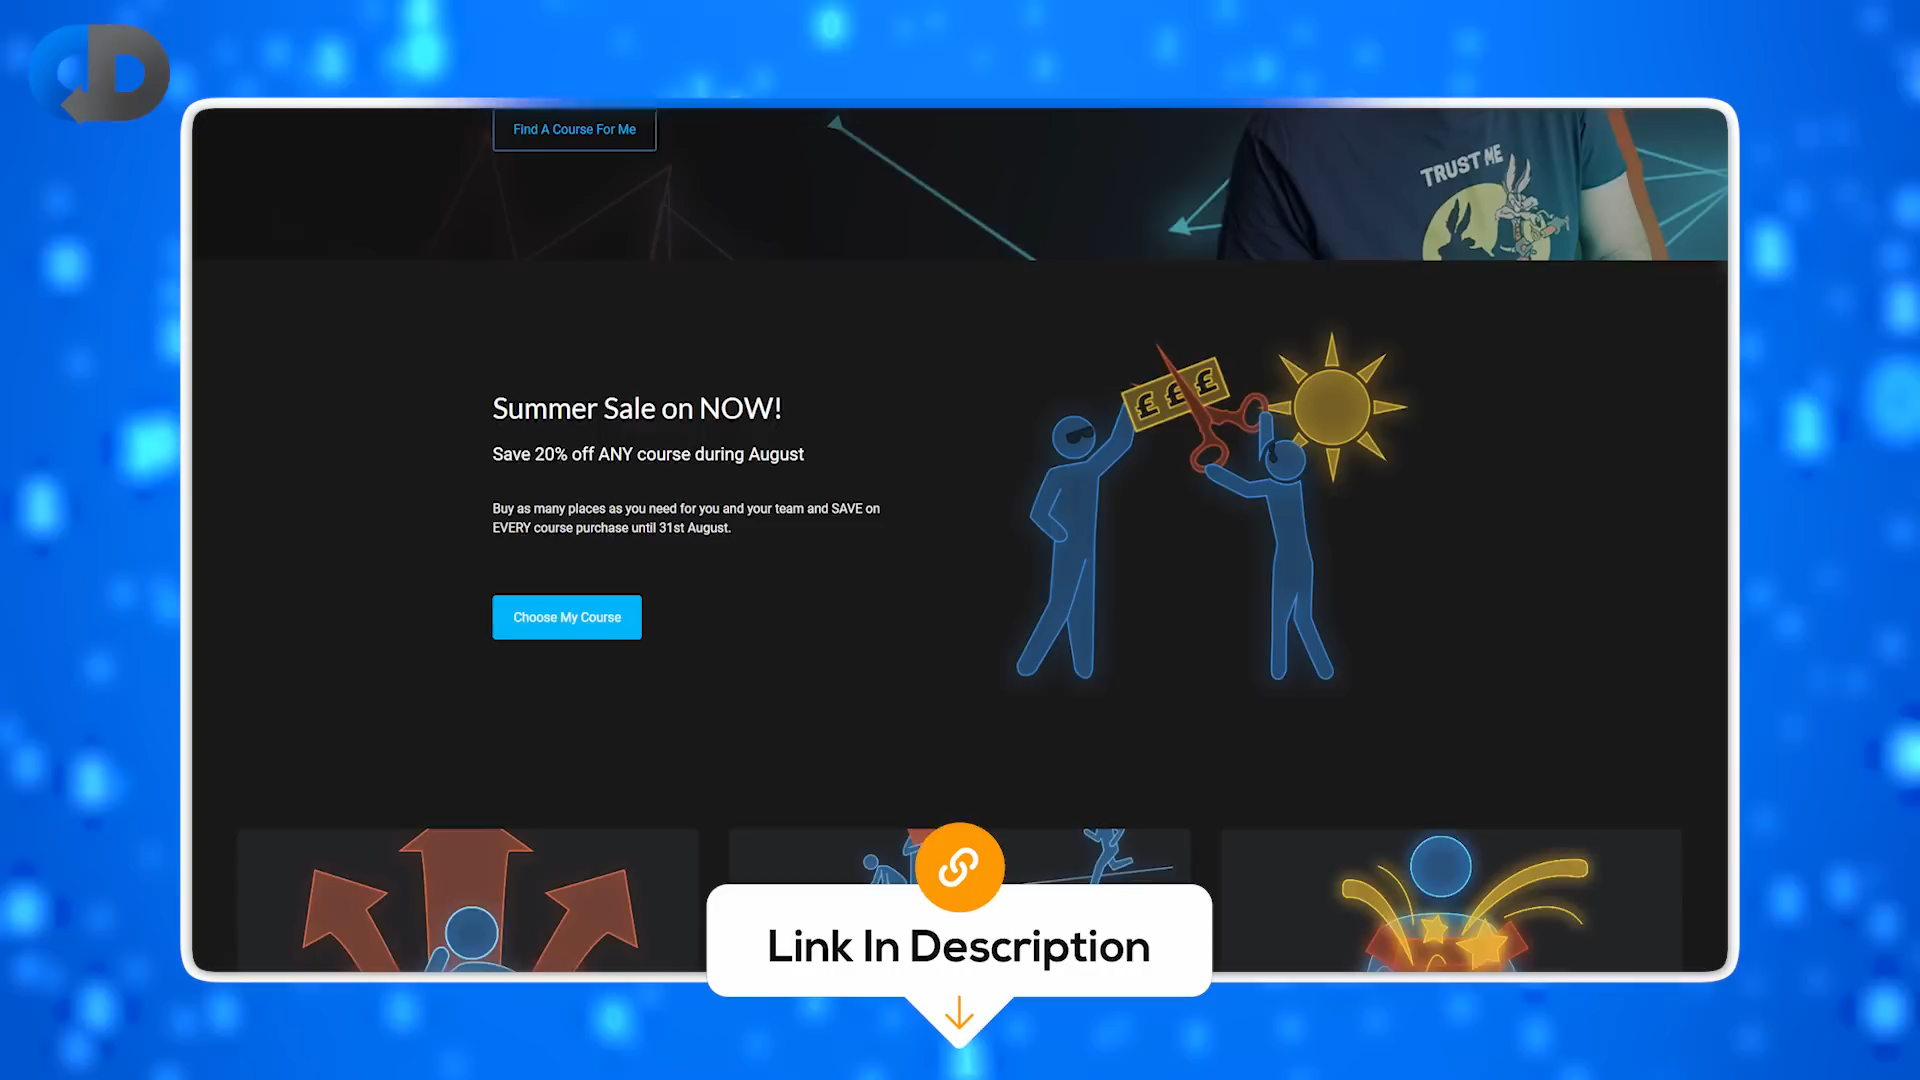 Find A Course For Me
TRUST ME
Summer Sale on NOW!
Save 20% off ANY course during August
Buy as many places as you need for you and your team and SAVE on
EVERY course purchase until 31st August.
Choose My Course
£ £ £
Link In Description